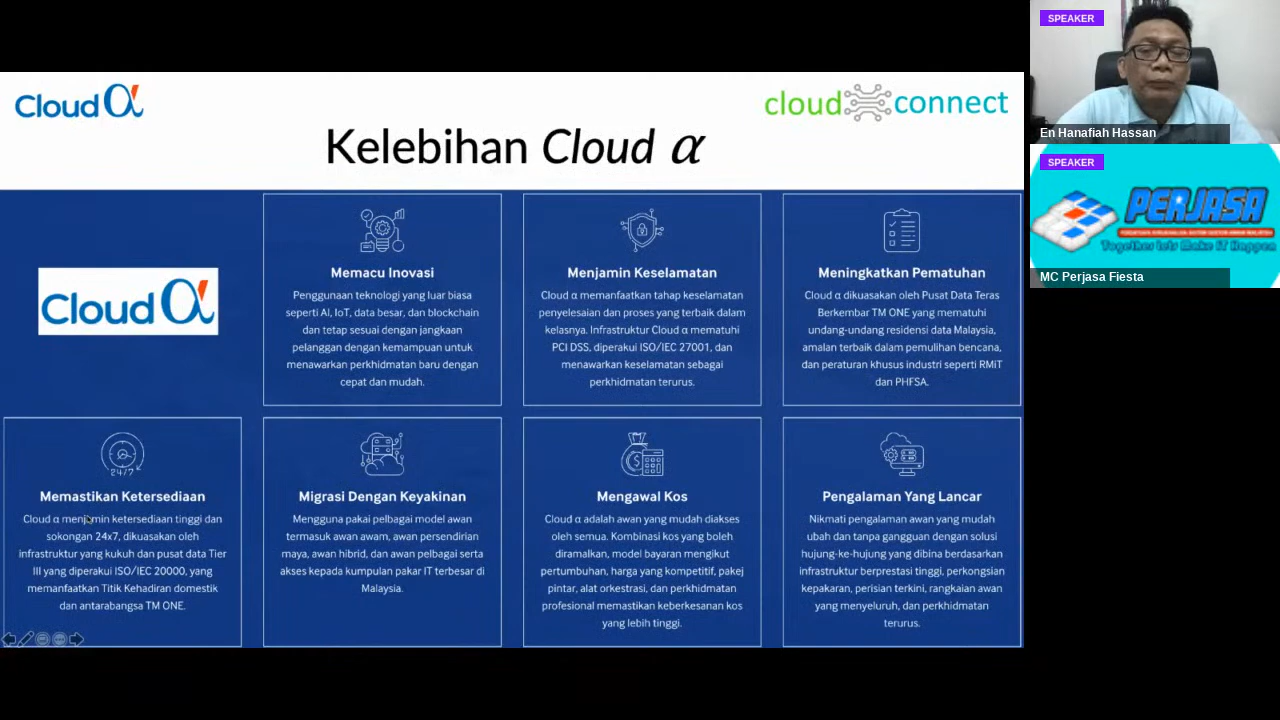 Cloud α
cloud connect
Kelebihan Cloud α
Cloud α
Memacu Inovasi
Penggunaan teknologi yang luar biasa
seperti AI, IoT, data besar, dan blockchain
dan tetap sesuai dengan jangkaan
pelanggan dengan kemampuan untuk
menawarkan perkhidmatan baru dengan
cepat dan mudah.
Menjamin Keselamatan
Cloud α memanfaatkan tahap keselamatan
penyelesaian dan proses yang terbaik dalam
kelasnya. Infrastruktur Cloud α mematuhi
PCI DSS, diperakui ISO/IEC 27001, dan
menawarkan keselamatan sebagai
perkhidmatan terurus.
Meningkatkan Pematuhan
Cloud α dikuasakan oleh Pusat Data Teras
Berkembar TM ONE yang mematuhi
undang-undang residensi data Malaysia,
amalan terbaik dalam pemulihan bencana,
dan peraturan khusus industri seperti RMiT
dan PHFSA.
24/7
Memastikan Ketersediaan
Cloud α menjamin ketersediaan tinggi dan
sokongan 24x7, dikuasakan oleh
infrastruktur yang kukuh dan pusat data Tier
III yang diperakui ISO/IEC 20000, yang
memanfaatkan Titik Kehadiran domestik
dan antarabangsa TM ONE.
Migrasi Dengan Keyakinan
Mengguna pakai pelbagai model awan
termasuk awan awam, awan persendirian
maya, awan hibrid, dan awan pelbagai serta
akses kepada kumpulan pakar IT terbesar di
Malaysia.
Mengawal Kos
Cloud α adalah awan yang mudah diakses
oleh semua. Kombinasi kos yang boleh
diramalkan, model bayaran mengikut
pertumbuhan, harga yang kompetitif, pakej
pintar, alat orkestrasi, dan perkhidmatan
profesional memastikan keberkesanan kos
yang lebih tinggi.
Pengalaman Yang Lancar
Nikmati pengalaman awan yang mudah
ubah dan tanpa gangguan dengan solusi
hujung-ke-hujung yang dibina berdasarkan
infrastruktur berprestasi tinggi, perkongsian
kepakaran, perisian terkini, rangkaian awan
yang menyeluruh, dan perkhidmatan
terurus.
SPEAKER
En Hanafiah Hassan
SPEAKER
PERJASA
Together lets Make iT Happen
MC Perjasa Fiesta